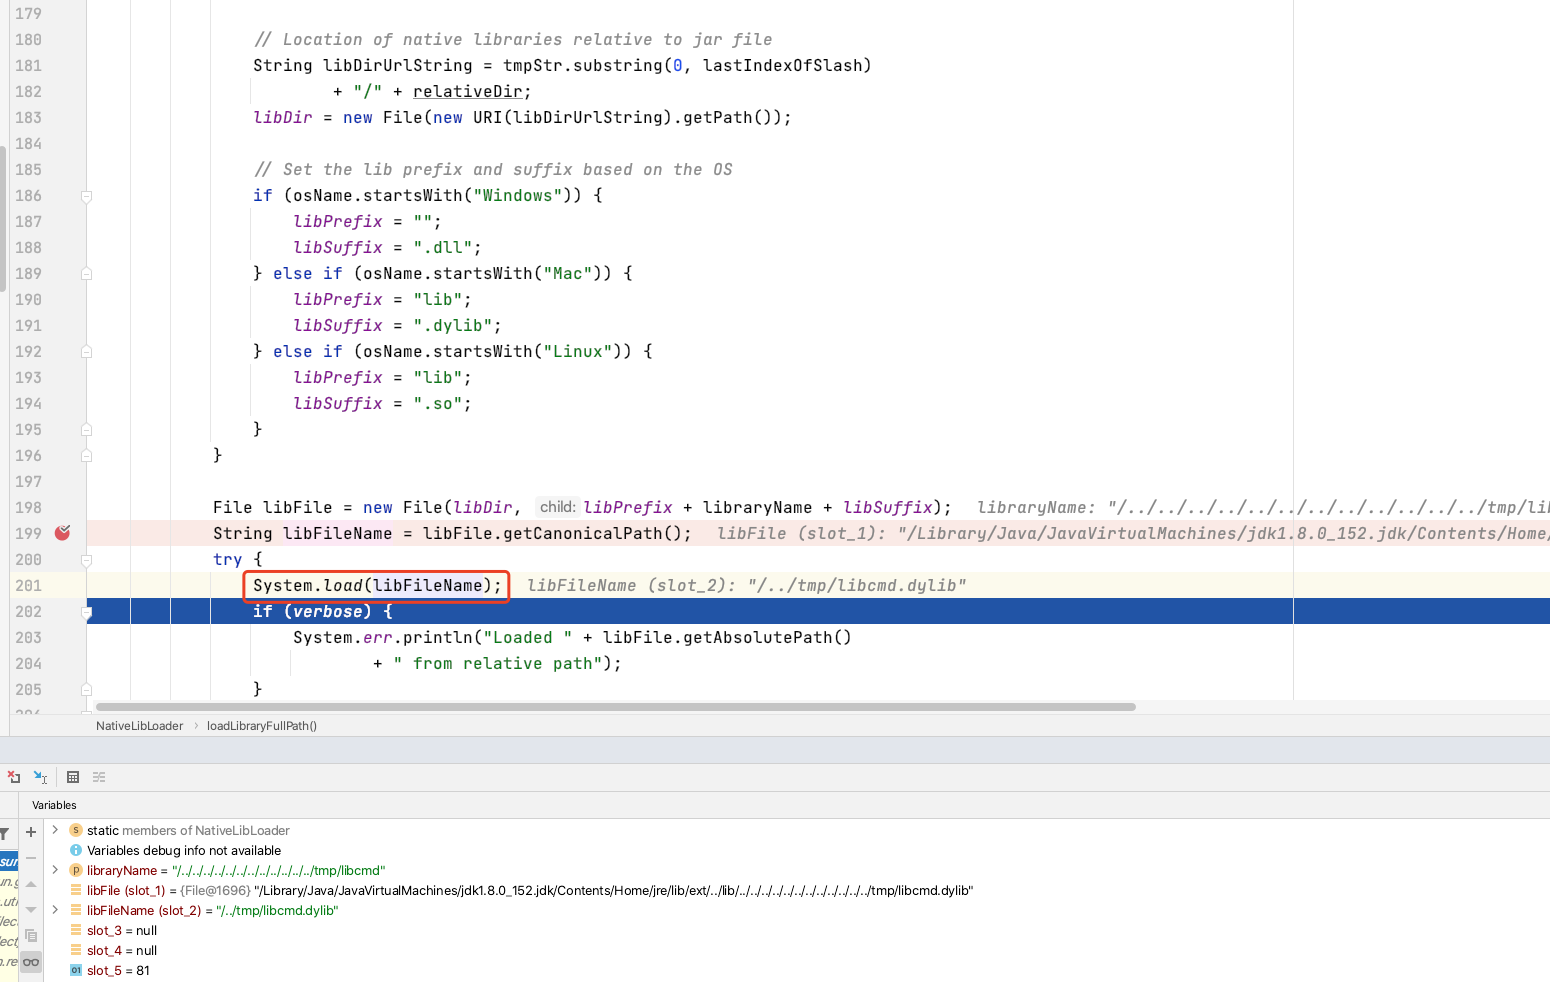 179
180 // Location of native libraries relative to jar file
181 String libDirUrlString = tmpStr.substring(0, lastIndexOfSlash)
182 + "/" + relativeDir;
183 libDir = new File(new URI(libDirUrlString).getPath());
184
185 // Set the lib prefix and suffix based on the OS
186 if (osName.startsWith("Windows")) {
187 libPrefix = "";
188 libSuffix = ".dll";
189 } else if (osName.startsWith("Mac")) {
190 libPrefix = "lib";
191 libSuffix = ".dylib";
192 } else if (osName.startsWith("Linux")) {
193 libPrefix = "lib";
194 libSuffix = ".so";
195 }
196 }
197
198 File libFile = new File(libDir, child: libPrefix + libraryName + libSuffix); libraryName: "/../../../../../../../../../../../../tmp/lib
199 String libFileName = libFile.getCanonicalPath(); libFile (slot_1): "/Library/Java/JavaVirtualMachines/jdk1.8.0_152.jdk/Contents/Home/
200 try {
201 System.load(libFileName); libFileName (slot_2): "/../tmp/libcmd.dylib"
202 if (verbose) {
203 System.err.println("Loaded " + libFile.getAbsolutePath()
204 + " from relative path");
205 }
NativeLibLoader › loadLibraryFullPath()
Variables
static members of NativeLibLoader
Variables debug info not available
libraryName = "/../../../../../../../../../../../../tmp/libcmd"
libFile (slot_1) = {File@1696} "/Library/Java/JavaVirtualMachines/jdk1.8.0_152.jdk/Contents/Home/jre/lib/ext/../lib/../../../../../../../../../../../../tmp/libcmd.dylib"
libFileName (slot_2) = "/../tmp/libcmd.dylib"
slot_3 = null
slot_4 = null
slot_5 = 81